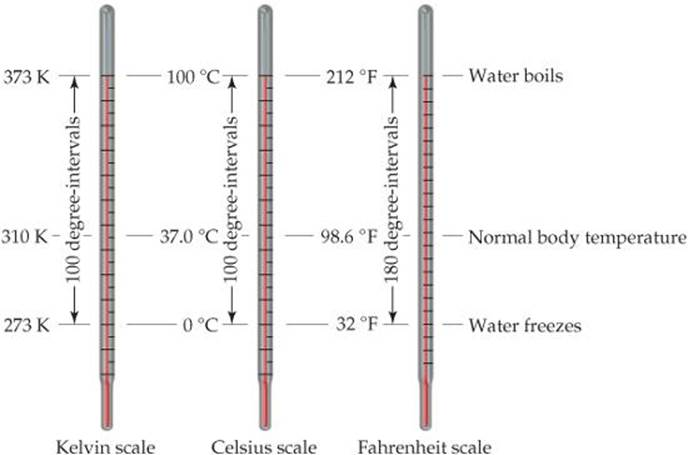 373 K
100 °C
212 °F
Water boils
100 degree-intervals
100 degree-intervals
180 degree-intervals
310 K
37.0 °C
98.6 °F
Normal body temperature
273 K
0 °C
32 °F
Water freezes
Kelvin scale
Celsius scale
Fahrenheit scale